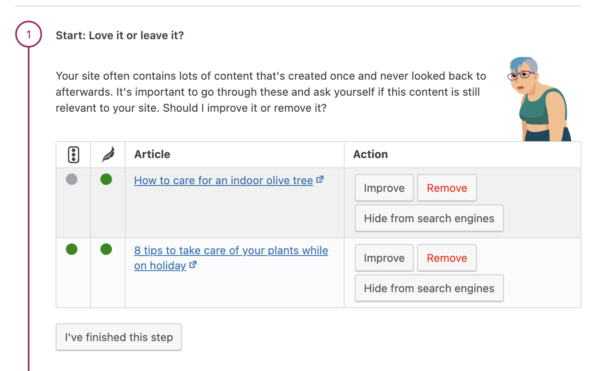 1
Start: Love it or leave it?
Your site often contains lots of content that's created once and never looked back to
afterwards. It's important to go through these and ask yourself if this content is still
relevant to your site. Should I improve it or remove it?
Article Action
How to care for an indoor olive tree
Improve Remove
Hide from search engines
8 tips to take care of your plants while
on holiday
Improve Remove
Hide from search engines
I've finished this step